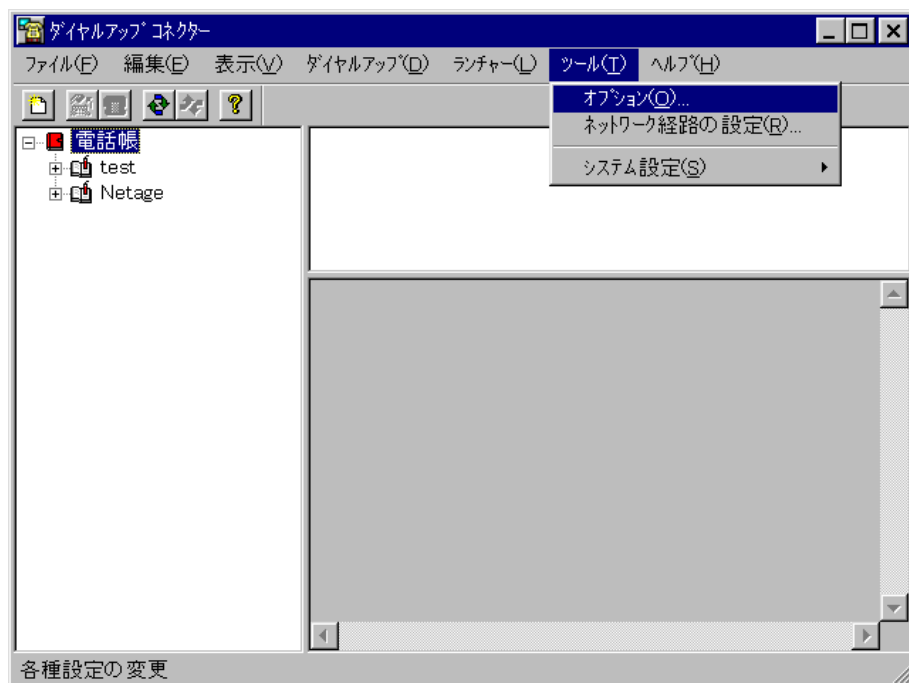 ダイヤルアップ コネクター
ファイル(F) 編集(E) 表示(V) ダイヤルアップ(D) ランチャー(L) ツール(T) ヘルプ(H)
オプション(O)...
ネットワーク経路の設定(R)...
システム設定(S)
電話帳
test
Netage
各種設定の変更